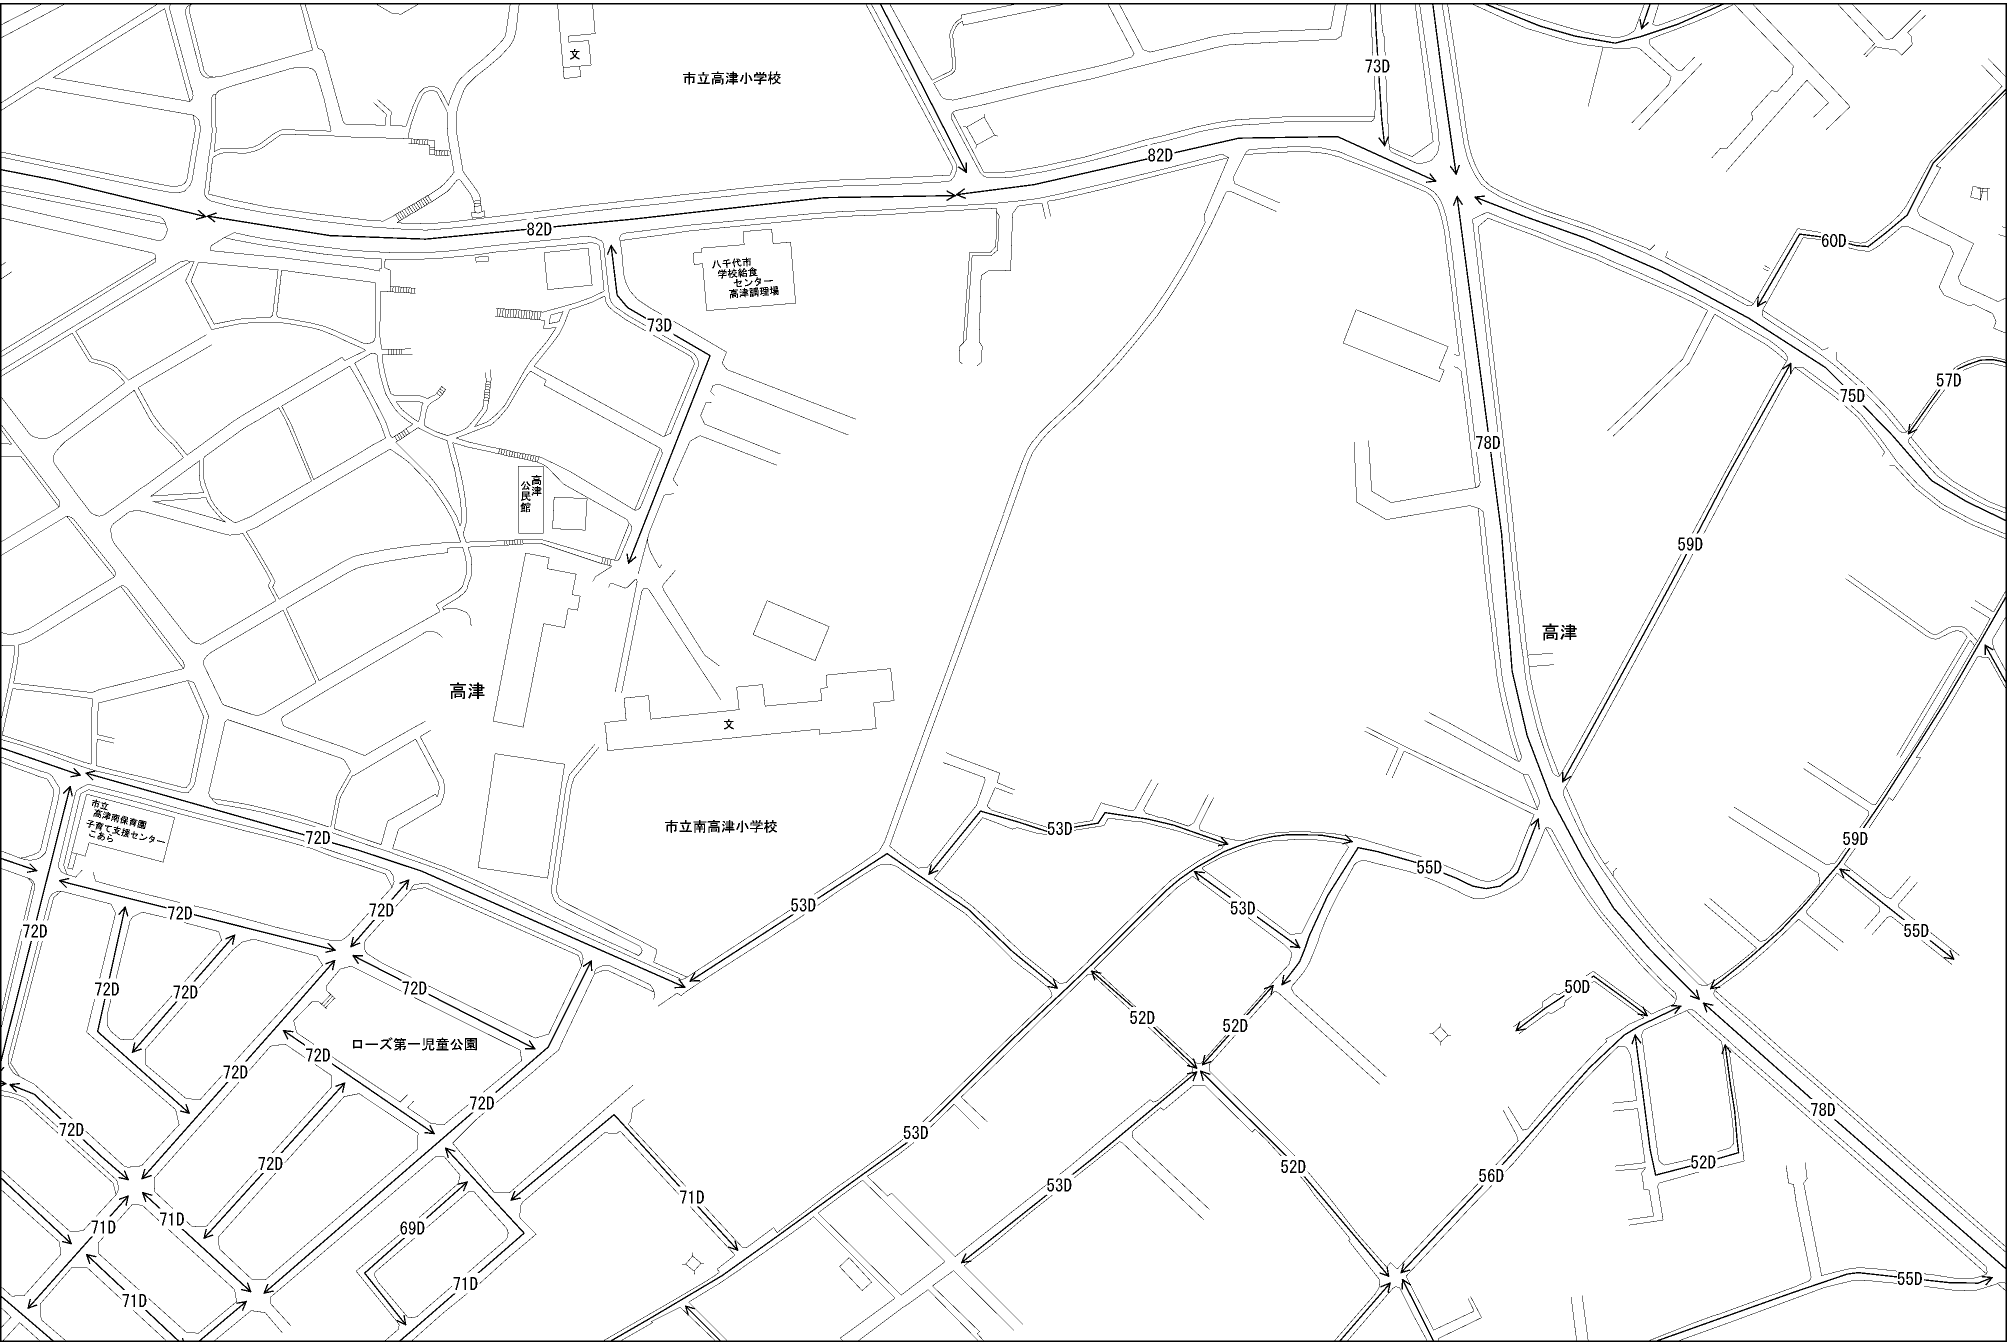 文
市立高津小学校
73D
82D
82D
60D
八千代市
学校給食
センター
高津調理場
73D
57D
75D
78D
高津
公民館
59D
高津
高津
文
市立
高津南保育園
子育て支援センター
こあら
72D
市立南高津小学校
53D
55D
59D
72D
72D
72D
53D
53D
55D
72D
72D
72D
50D
52D
52D
ローズ第一児童公園
72D
72D
72D
78D
72D
53D
72D
52D
52D
56D
53D
71D
71D
71D
69D
71D
71D
55D